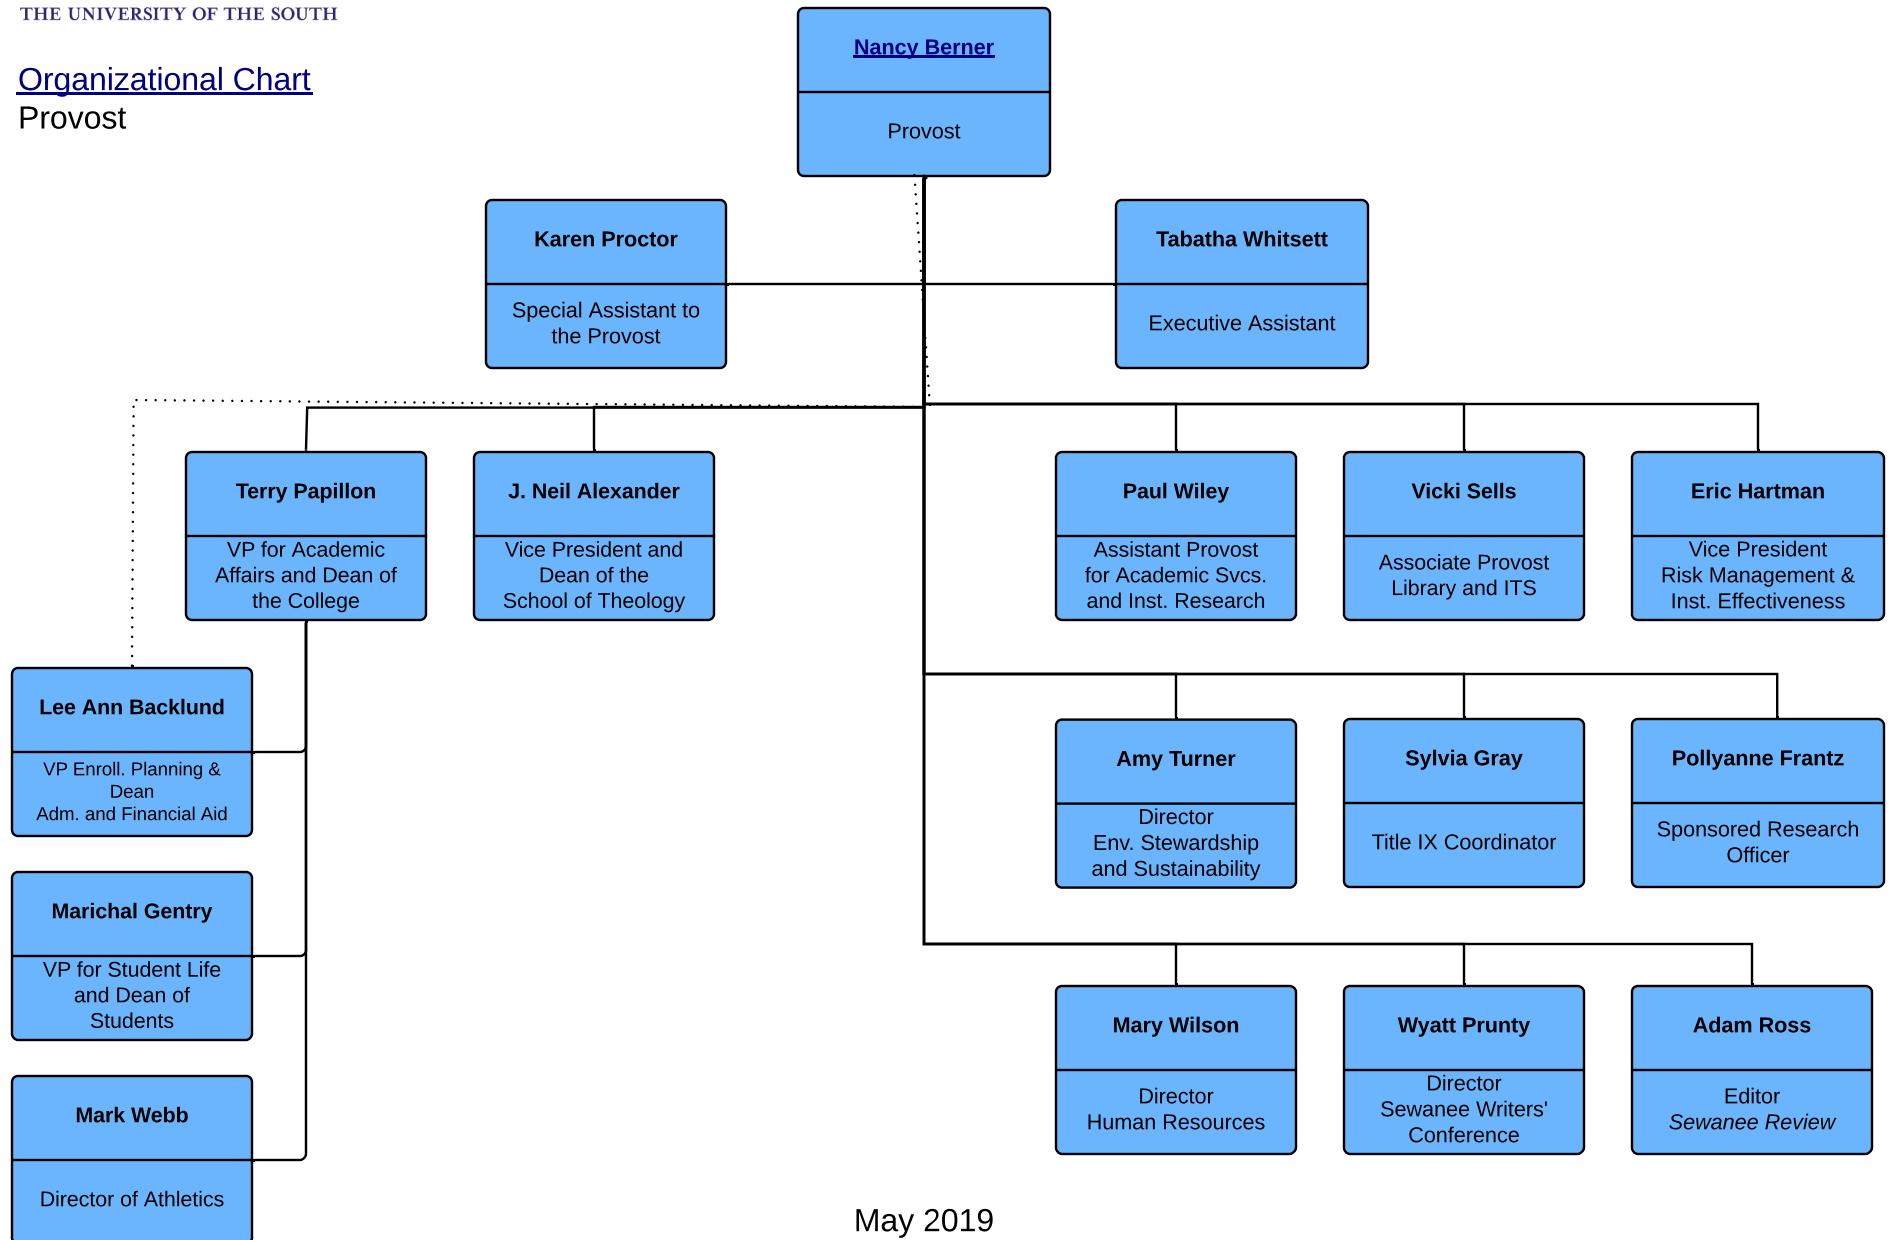 THE UNIVERSITY OF THE SOUTH
Organizational Chart
Provost
Nancy Berner
Provost
Karen Proctor
Special Assistant to
the Provost
Tabatha Whitsett
Executive Assistant
Terry Papillon
VP for Academic
Affairs and Dean of
the College
J. Neil Alexander
Vice President and
Dean of the
School of Theology
Paul Wiley
Assistant Provost
for Academic Svcs.
and Inst. Research
Vicki Sells
Associate Provost
Library and ITS
Eric Hartman
Vice President
Risk Management &
Inst. Effectiveness
Lee Ann Backlund
VP Enroll. Planning &
Dean
Adm. and Financial Aid
Amy Turner
Director
Env. Stewardship
and Sustainability
Sylvia Gray
Title IX Coordinator
Pollyanne Frantz
Sponsored Research
Officer
Marichal Gentry
VP for Student Life
and Dean of
Students
Mary Wilson
Director
Human Resources
Wyatt Prunty
Director
Sewanee Writers'
Conference
Adam Ross
Editor
Sewanee Review
Mark Webb
Director of Athletics
May 2019